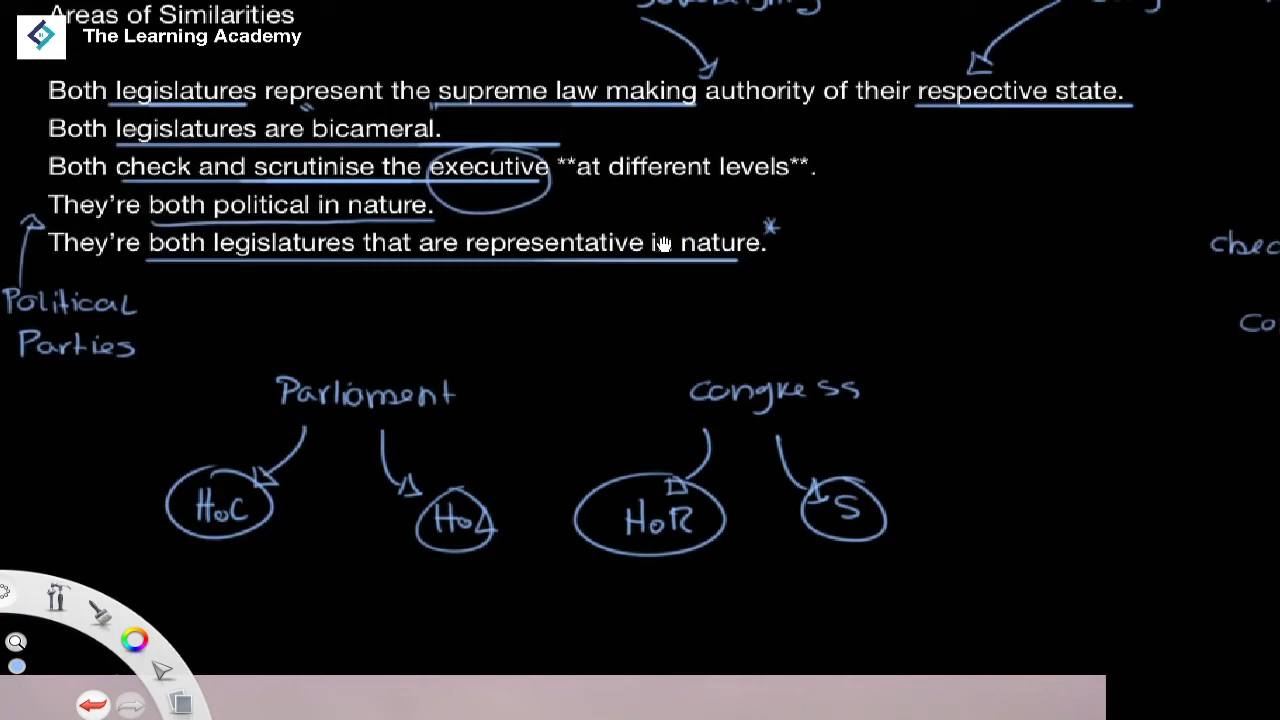 Areas of Similarities
The Learning Academy
Both legislatures represent the supreme law making authority of their respective state.
Both legislatures are bicameral.
Both check and scrutinise the executive **at different levels**.
They're both political in nature.
They're both legislatures that are representative in nature.*
Political
Parties
Parliament
Congress
HoC
HoL
HoR
S
chec
Co